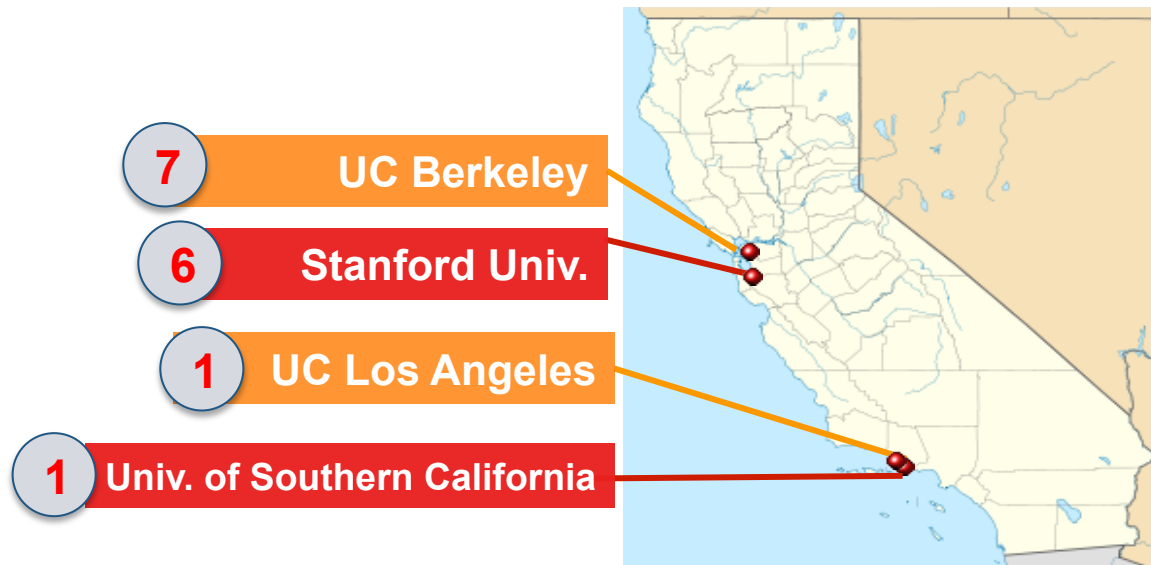 7
UC Berkeley
6
Stanford Univ.
1
UC Los Angeles
1
Univ. of Southern California